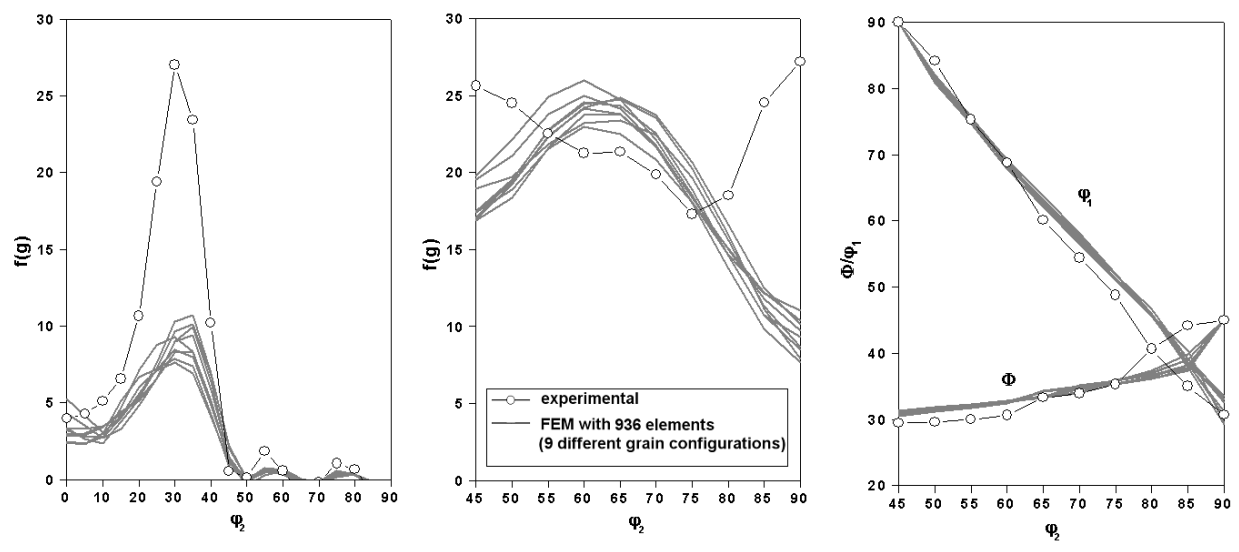 30
25
20
15
10
5
0
f(g)
0 10 20 30 40 50 60 70 80 90
φ2
30
25
20
15
10
5
0
f(g)
experimental
FEM with 936 elements
(9 different grain configurations)
45 50 55 60 65 70 75 80 85 90
φ2
90
80
70
60
50
40
30
20
Φ/φ1
φ1
Φ
45 50 55 60 65 70 75 80 85 90
φ2